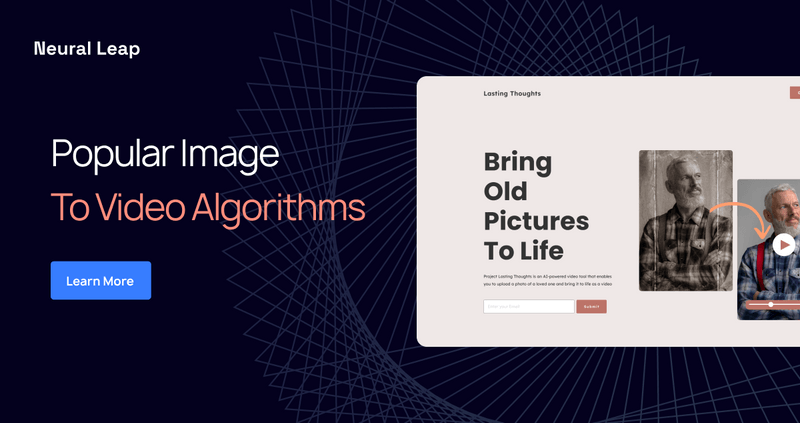 Neural Leap
Popular Image
To Video Algorithms
Learn More
Lasting Thoughts
Bring
Old
Pictures
To Life
Project Lasting Thoughts is an AI-powered video tool that enables
you to upload a photo of a loved one and bring it to life as a video.
Enter your Email
SUBMIT